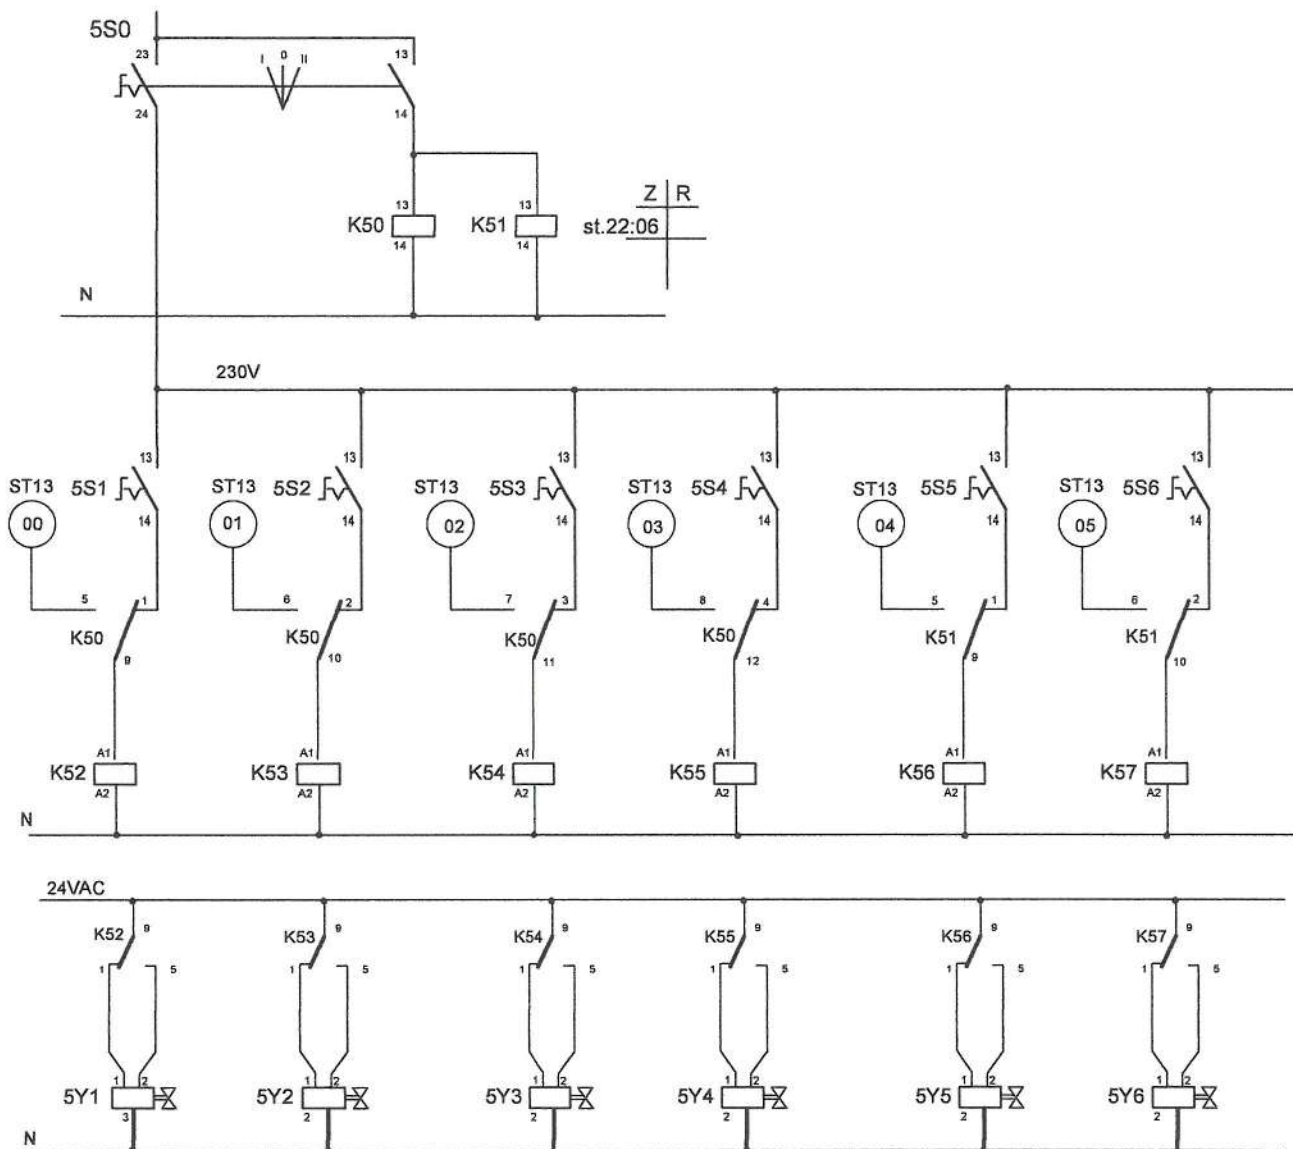 5S0
23 I 0 II 13
24 14
13 13 Z R
K50 K51 st.22:06
14 14
N
230V
13 13 13 13 13 13
ST13 5S1 ST13 5S2 ST13 5S3 ST13 5S4 ST13 5S5 ST13 5S6
00 14 01 14 02 14 03 14 04 14 05 14
5 1 6 2 7 3 8 4 5 1 6 2
K50 K50 K50 K50 K51 K51
9 10 11 12 9 10
A1 A1 A1 A1 A1 A1
K52 K53 K54 K55 K56 K57
A2 A2 A2 A2 A2 A2
N
24VAC
K52 9 K53 9 K54 9 K55 9 K56 9 K57 9
1 5 1 5 1 5 1 5 1 5 1 5
1 2 1 2 1 2 1 2 1 2 1 2
5Y1 5Y2 5Y3 5Y4 5Y5 5Y6
3 2 2 2 2 2
N